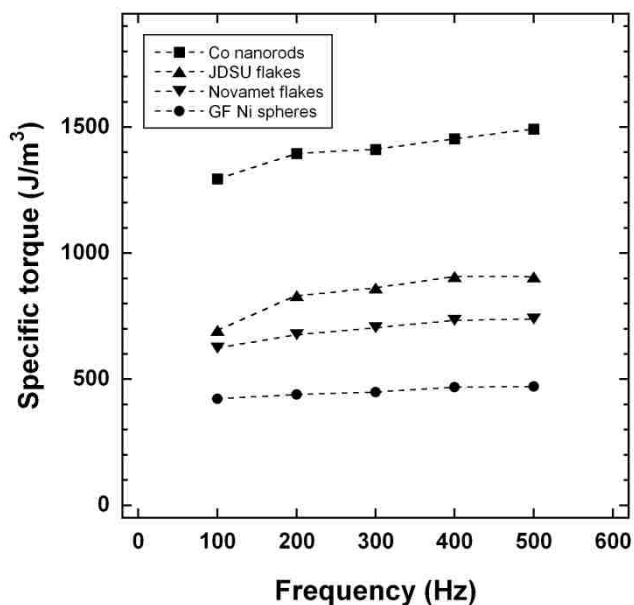 Co nanorods
JDSU flakes
Novamet flakes
GF Ni spheres
1500
1000
500
0
Specific torque (J/m³)
0 100 200 300 400 500 600
Frequency (Hz)